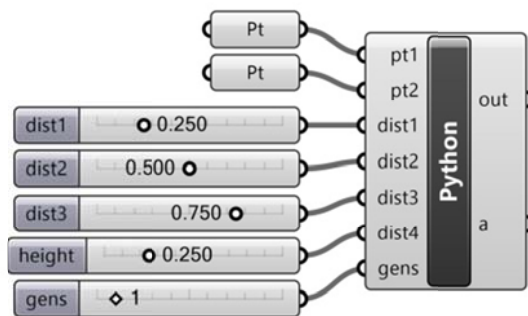 Pt
Pt
dist1 0.250
dist2 0.500
dist3 0.750
height 0.250
gens 1
pt1
pt2
dist1
dist2
dist3
dist4
gens
Python
out
a